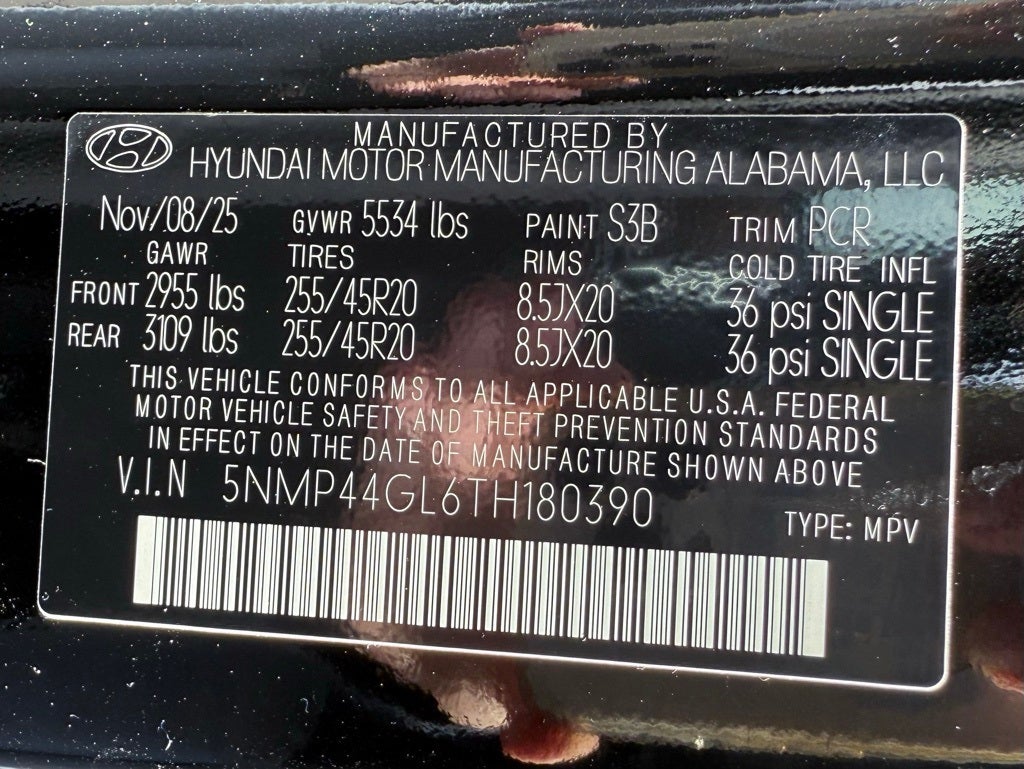 MANUFACTURED BY
HYUNDAI MOTOR MANUFACTURING ALABAMA, LLC
Nov/08/25 GVWR 5534 lbs PAINT S3B TRIM PCR
GAWR TIRES RIMS COLD TIRE INFL
FRONT 2955 lbs 255/45R20 8.5JX20 36 psi SINGLE
REAR 3109 lbs 255/45R20 8.5JX20 36 psi SINGLE
THIS VEHICLE CONFORMS TO ALL APPLICABLE U.S.A. FEDERAL
MOTOR VEHICLE SAFETY AND THEFT PREVENTION STANDARDS
IN EFFECT ON THE DATE OF MANUFACTURE SHOWN ABOVE
V.I.N 5NMP44GL6TH180390 TYPE: MPV